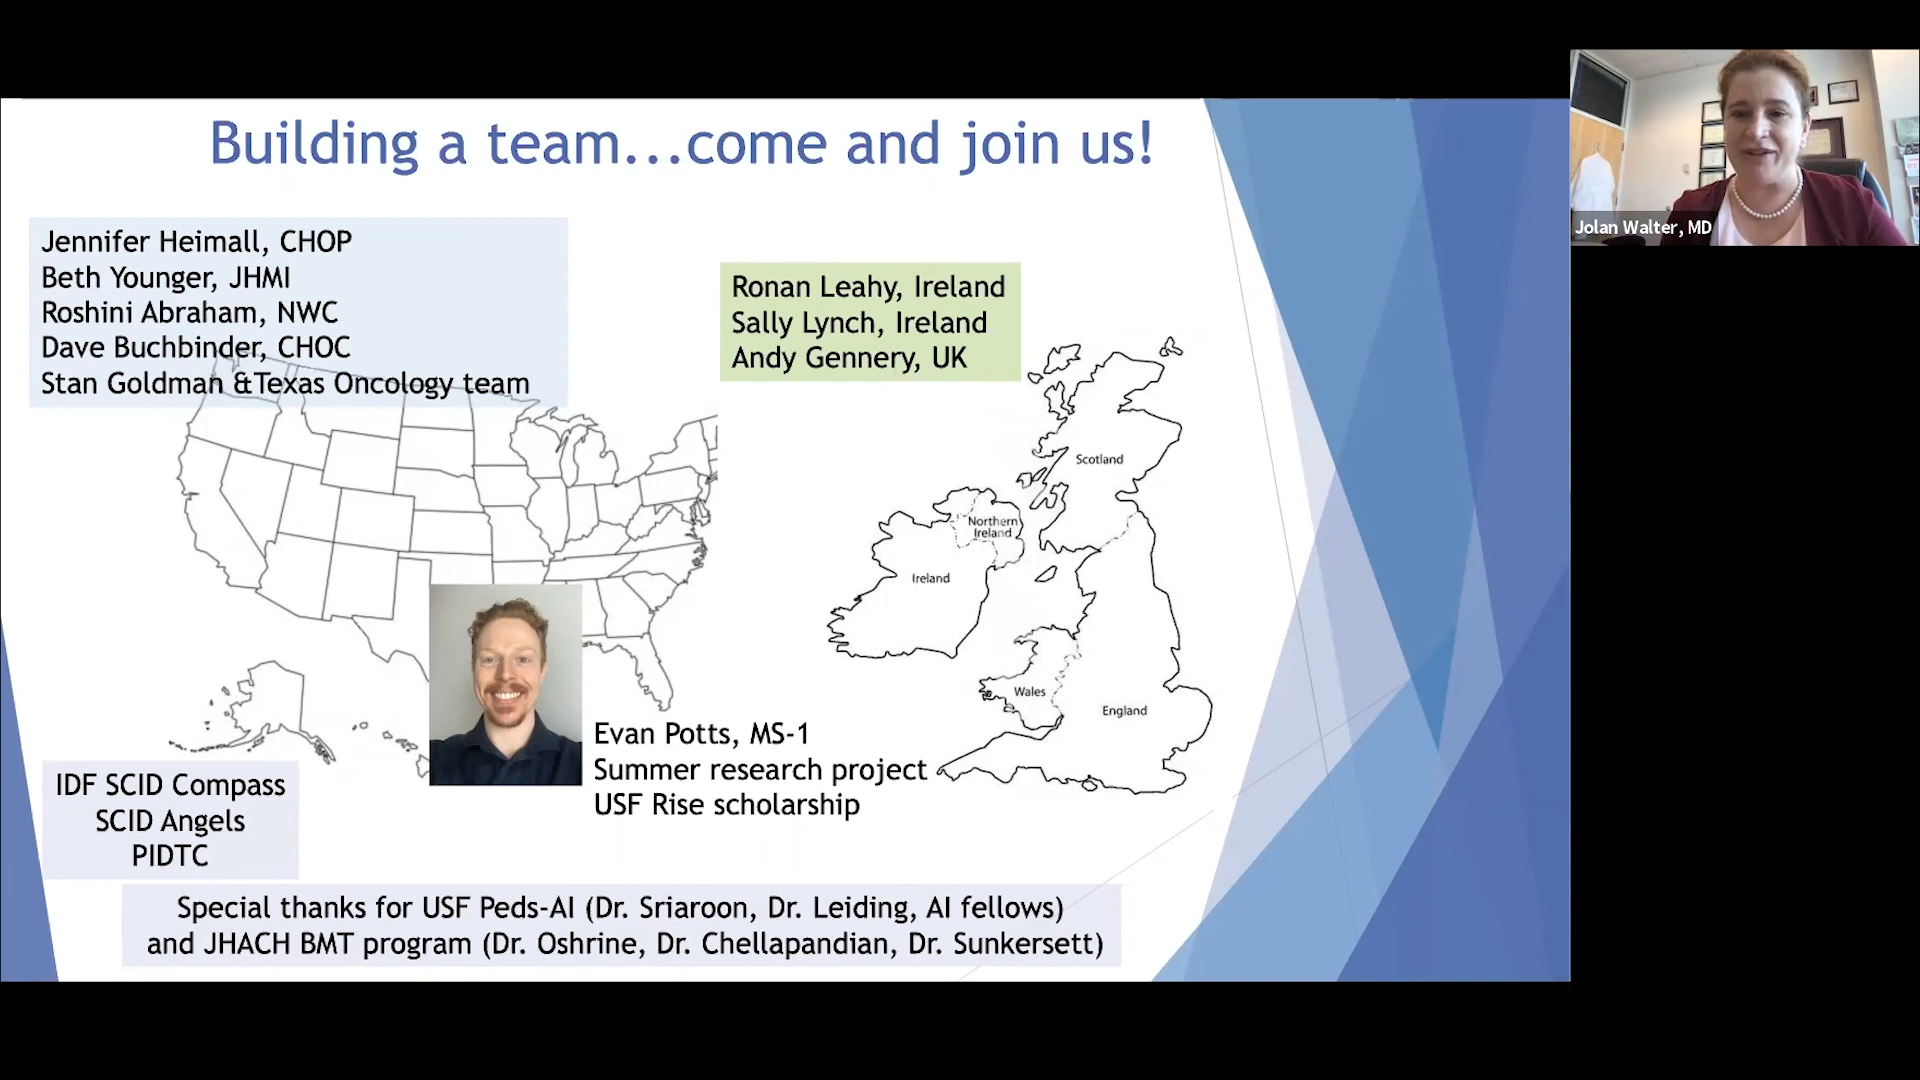 Building a team...come and join us!
Jennifer Heimall, CHOP
Beth Younger, JHMI
Roshini Abraham, NWC
Dave Buchbinder, CHOC
Stan Goldman &Texas Oncology team
Ronan Leahy, Ireland
Sally Lynch, Ireland
Andy Gennery, UK
Scotland
Northern
Ireland
Ireland
Wales
England
Evan Potts, MS-1
Summer research project
USF Rise scholarship
IDF SCID Compass
SCID Angels
PIDTC
Special thanks for USF Peds-AI (Dr. Sriaroon, Dr. Leiding, AI fellows)
and JHACH BMT program (Dr. Oshrine, Dr. Chellapandian, Dr. Sunkersett)
Jolan Walter, MD